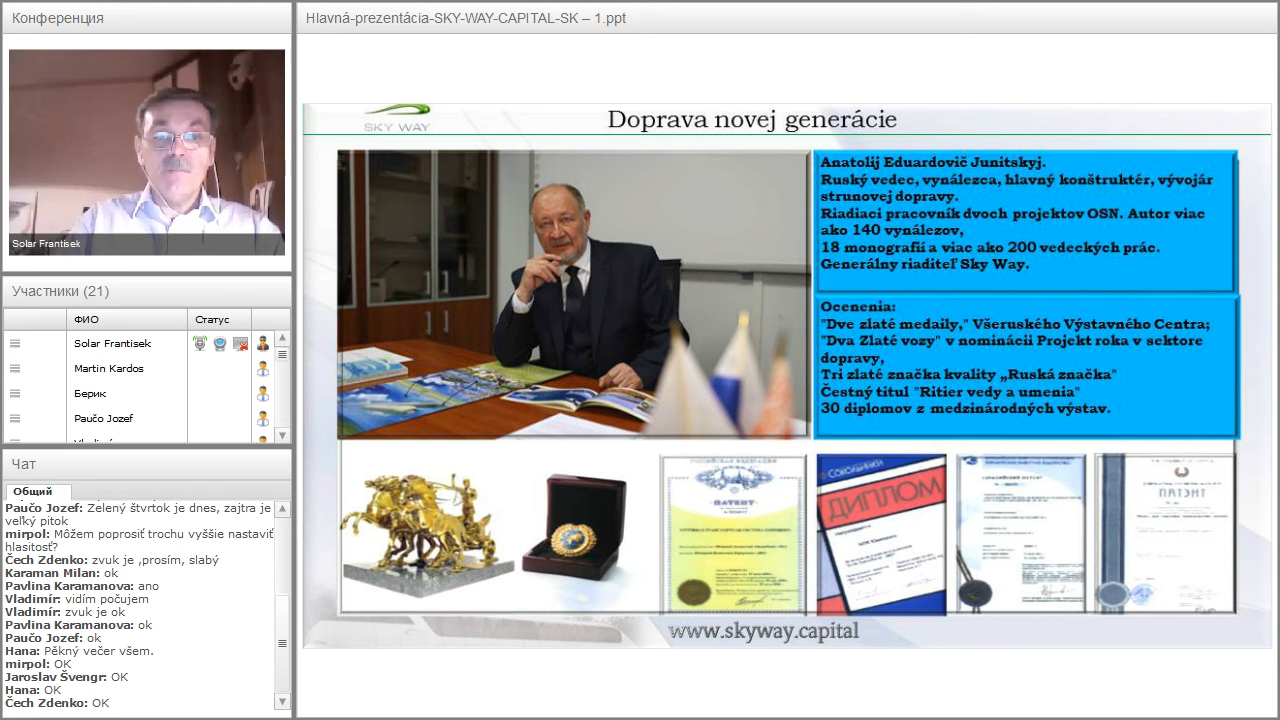 Конференция
Solar Frantisek
Участники (21)
ФИО
Статус
Solar Frantisek
Martin Kardos
Берик
Paučo Jozef
Чат
Общий
Paučo Jozef: Zelený štvrtok je dnes, zajtra je
veľký piatok
mirpol: Môžem poprosiť trochu vyššie nastaviť
hlasitosť?
Čech Zdenko: zvuk - prosím, slabý
Karaman Milan: ok
Pavlina Karamanova: ano
Vlasta: vydrm. ďakujem
Vladimír: zvuk je ok
Pavlina Karamanova: ok
Paučo Jozef: ok
Hana: Pěkný večer všem.
mirpol: OK
Jaroslav Švengr: OK
Hana: OK
Čech Zdenko: OK
Hlavná-prezentácia-SKY-WAY-CAPITAL-SK – 1.ppt
SKY WAY
Doprava novej generácie
Anatolij Eduardovič Junitskyj.
Ruský vedec, vynálezca, hlavný konštruktér, vývojár
strunovej dopravy.
Riadiaci pracovník dvoch projektov OSN. Autor viac
ako 140 vynálezov,
18 monografií a viac ako 200 vedeckých prác.
Generálny riaditeľ Sky Way.
Ocenenia:
"Dve zlaté medaily," Všeruského Výstavného Centra;
"Dva Zlaté vozy" v nominácii Projekt roka v sektore
dopravy,
Tri zlaté značka kvality „Ruská značka"
Čestný titul "Ritier vedy a umenia"
30 diplomov z medzinárodných výstav.
СОКОЛЬНИКИ
ДИПЛОМ
ПАТЕНТ
ПАТЭНТ
www.skyway.capital